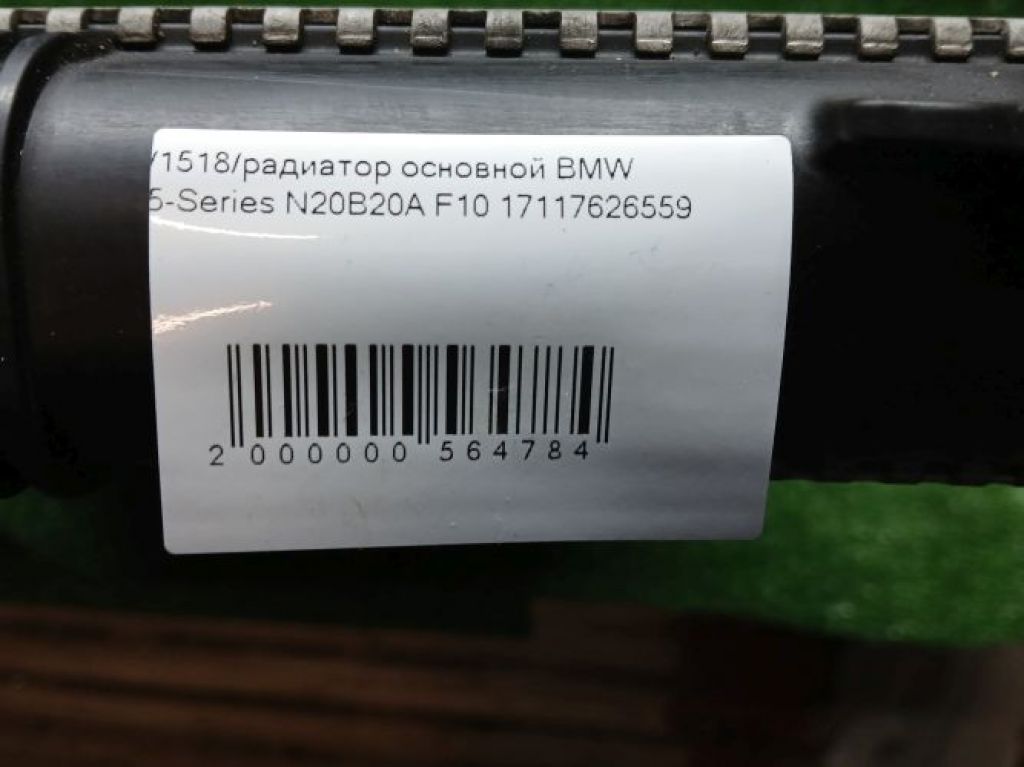 /1518/радиатор основной BMW
5-Series N20B20A F10 17117626559
2 000000 564784